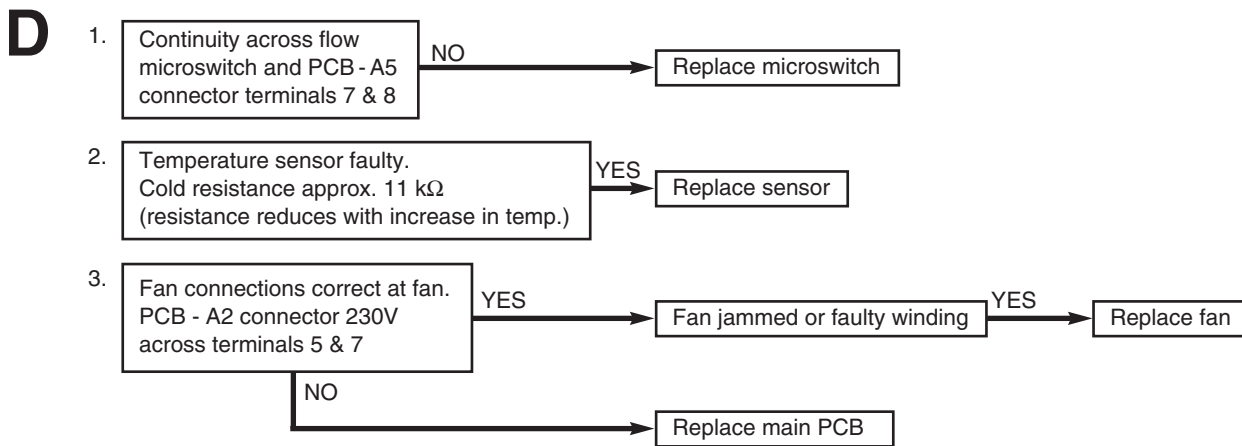 D
1.
Continuity across flow
microswitch and PCB - A5
connector terminals 7 & 8
NO
Replace microswitch
2.
Temperature sensor faulty.
Cold resistance approx. 11 kΩ
(resistance reduces with increase in temp.)
YES
Replace sensor
3.
Fan connections correct at fan.
PCB - A2 connector 230V
across terminals 5 & 7
YES
Fan jammed or faulty winding
YES
Replace fan
NO
Replace main PCB